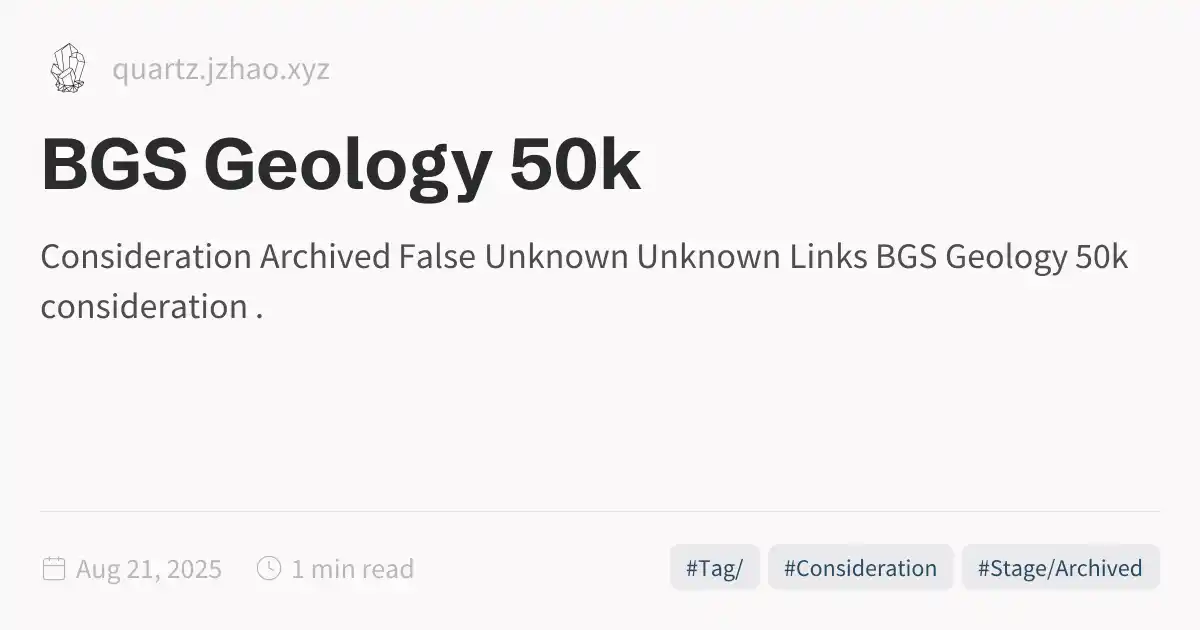 quartz.jzhao.xyz
BGS Geology 50k
Consideration Archived False Unknown Unknown Links BGS Geology 50k
consideration .
Aug 21, 2025 1 min read #Tag/ #Consideration #Stage/Archived